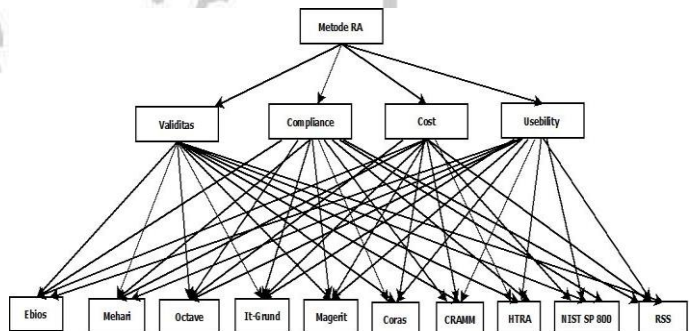 Metode RA
Validitas
Compliance
Cost
Usebility
Ebios
Mehari
Octave
It-Grund
Magerit
Coras
CRAMM
HTRA
NIST SP 800
RSS